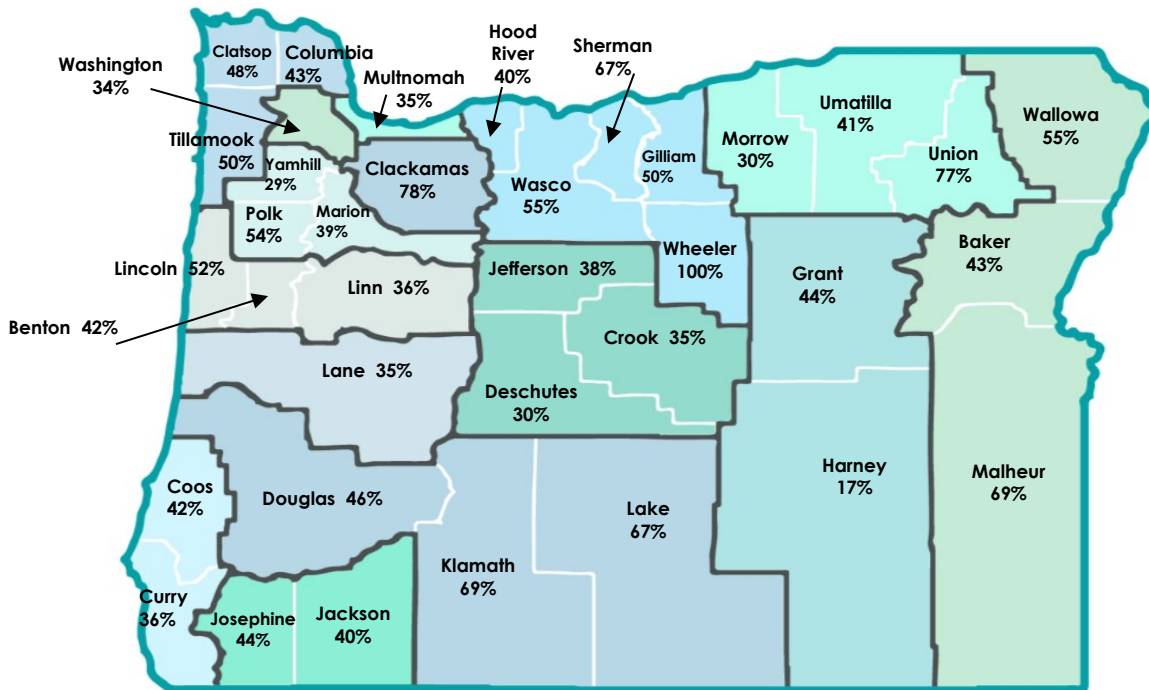 Clatsop
48%
Columbia
43%
Washington
34%
Multnomah
35%
Hood
River
40%
Sherman
67%
Tillamook
50%
Yamhill
29%
Clackamas
78%
Wasco
55%
Gilliam
50%
Morrow
30%
Umatilla
41%
Union
77%
Wallowa
55%
Polk
54%
Marion
39%
Wheeler
100%
Baker
43%
Lincoln 52%
Linn 36%
Jefferson 38%
Grant
44%
Benton 42%
Lane 35%
Crook 35%
Deschutes
30%
Coos
42%
Douglas 46%
Harney
17%
Malheur
69%
Lake
67%
Klamath
69%
Curry
36%
Josephine
44%
Jackson
40%